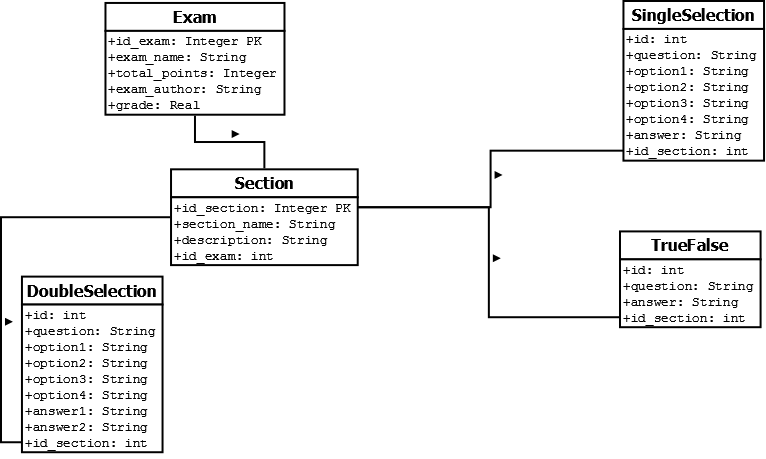 Exam
+id_exam: Integer PK
+exam_name: String
+total_points: Integer
+exam_author: String
+grade: Real
SingleSelection
+id: int
+question: String
+option1: String
+option2: String
+option3: String
+option4: String
+answer: String
+id_section: int
Section
+id_section: Integer PK
+section_name: String
+description: String
+id_exam: int
TrueFalse
+id: int
+question: String
+answer: String
+id_section: int
DoubleSelection
+id: int
+question: String
+option1: String
+option2: String
+option3: String
+option4: String
+answer1: String
+answer2: String
+id_section: int